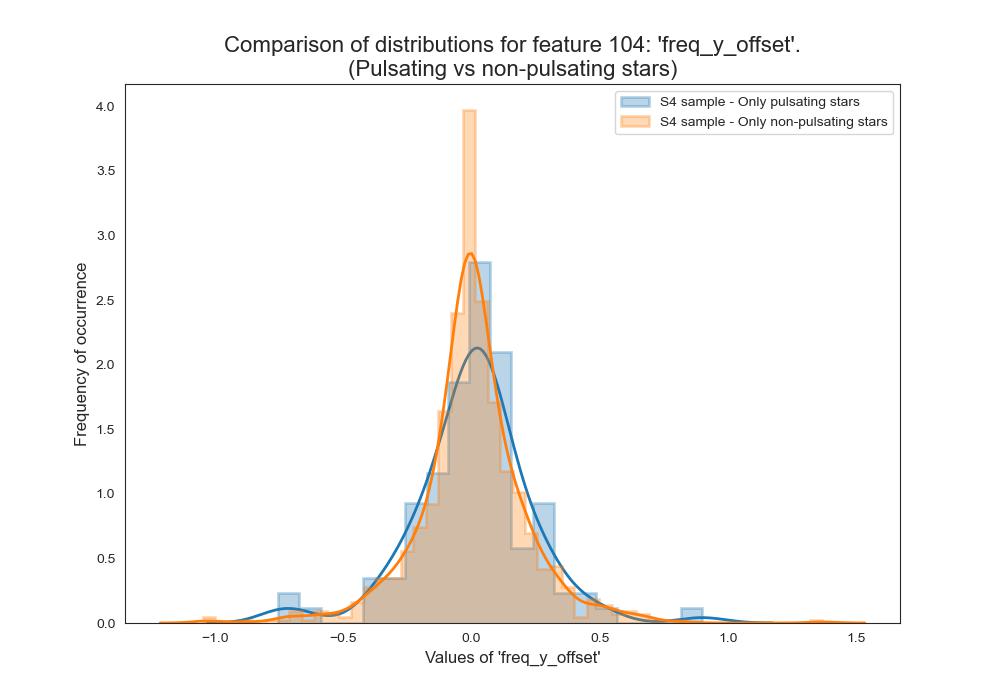 Comparison of distributions for feature 104: 'freq_y_offset'.
(Pulsating vs non-pulsating stars)
S4 sample - Only pulsating stars
S4 sample - Only non-pulsating stars
Frequency of occurrence
4.0
3.5
3.0
2.5
2.0
1.5
1.0
0.5
0.0
−1.0 −0.5 0.0 0.5 1.0 1.5
Values of 'freq_y_offset'